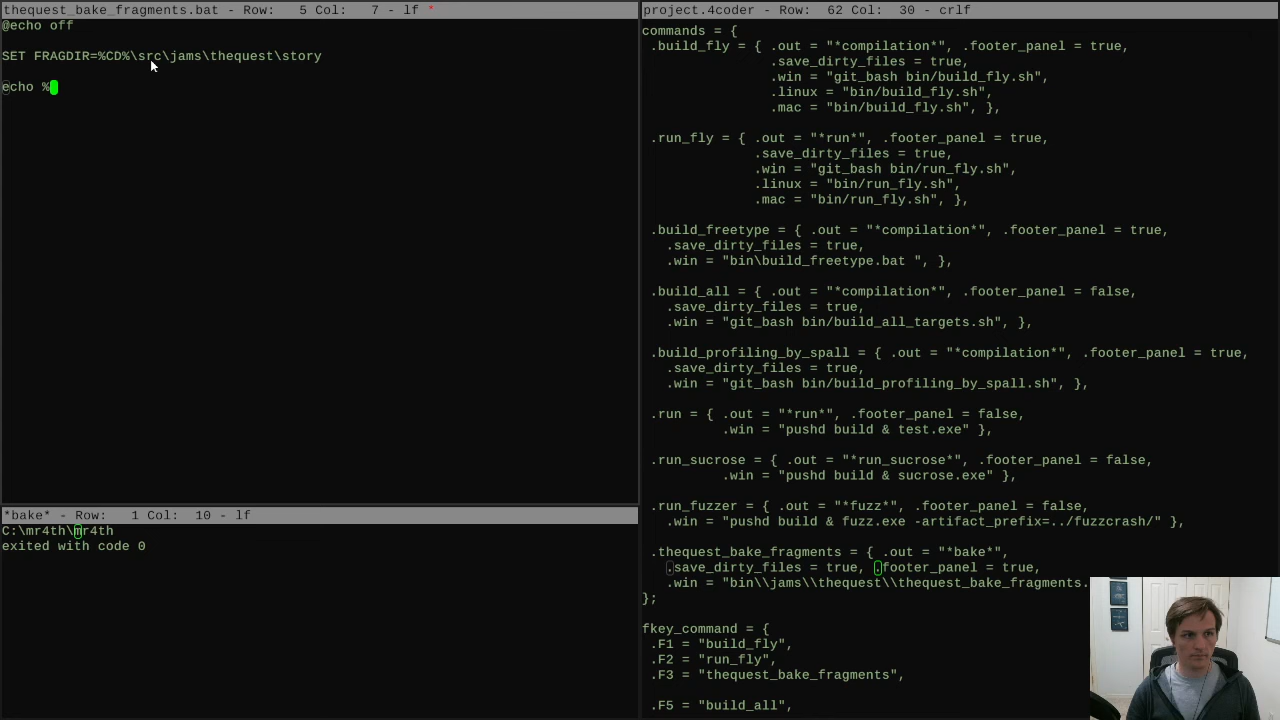 thequest_bake_fragments.bat - Row:   5 Col:   7 - lf *
@echo off
SET FRAGDIR=%CD%\src\jams\thequest\story
echo %
*bake* - Row:   1 Col:  10 - lf
C:\mr4th\mr4th
exited with code 0
project.4coder - Row:  62 Col:  30 - crlf
commands = {
.build_fly = { .out = "*compilation*", .footer_panel = true,
.save_dirty_files = true,
.win = "git_bash bin/build_fly.sh",
.linux = "bin/build_fly.sh",
.mac = "bin/build_fly.sh", },
.run_fly = { .out = "*run*", .footer_panel = true,
.save_dirty_files = true,
.win = "git_bash bin/run_fly.sh",
.linux = "bin/run_fly.sh",
.mac = "bin/run_fly.sh", },
.build_freetype = { .out = "*compilation*", .footer_panel = true,
.save_dirty_files = true,
.win = "bin\build_freetype.bat ", },
.build_all = { .out = "*compilation*", .footer_panel = false,
.save_dirty_files = true,
.win = "git_bash bin/build_all_targets.sh", },
.build_profiling_by_spall = { .out = "*compilation*", .footer_panel = true,
.save_dirty_files = true,
.win = "git_bash bin/build_profiling_by_spall.sh", },
.run = { .out = "*run*", .footer_panel = false,
.win = "pushd build & test.exe" },
.run_sucrose = { .out = "*run_sucrose*", .footer_panel = false,
.win = "pushd build & sucrose.exe" },
.run_fuzzer = { .out = "*fuzz*", .footer_panel = false,
.win = "pushd build & fuzz.exe -artifact_prefix=../fuzzcrash/" },
.thequest_bake_fragments = { .out = "*bake*",
.save_dirty_files = true, .footer_panel = true,
.win = "bin\\jams\\thequest\\thequest_bake_fragments.
};
fkey_command = {
.F1 = "build_fly",
.F2 = "run_fly",
.F3 = "thequest_bake_fragments",
.F5 = "build_all",